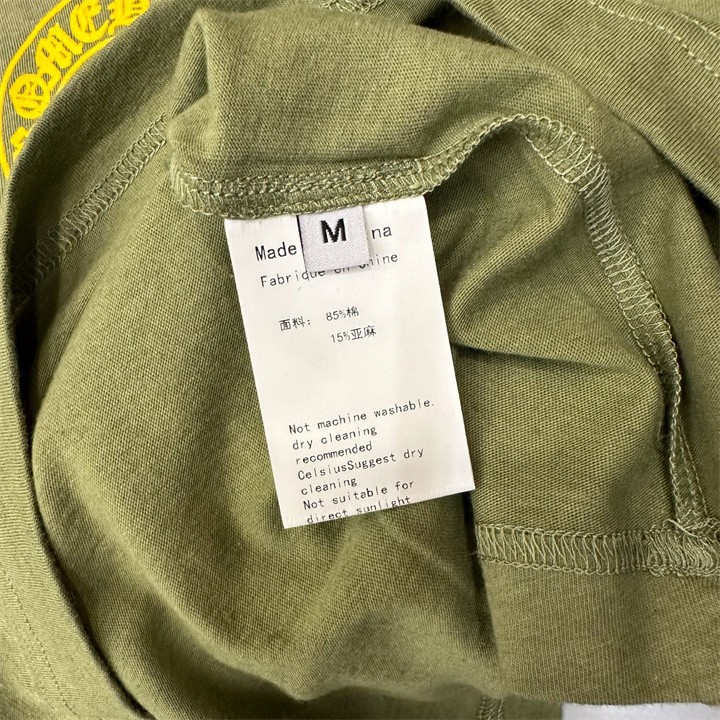 M
Made na
Fabrique en Chine
面料： 85%棉
15%亚麻
Not machine washable.
dry cleaning
recommended
CelsiusSuggest dry
cleaning
Not suitable for
direct sunlight